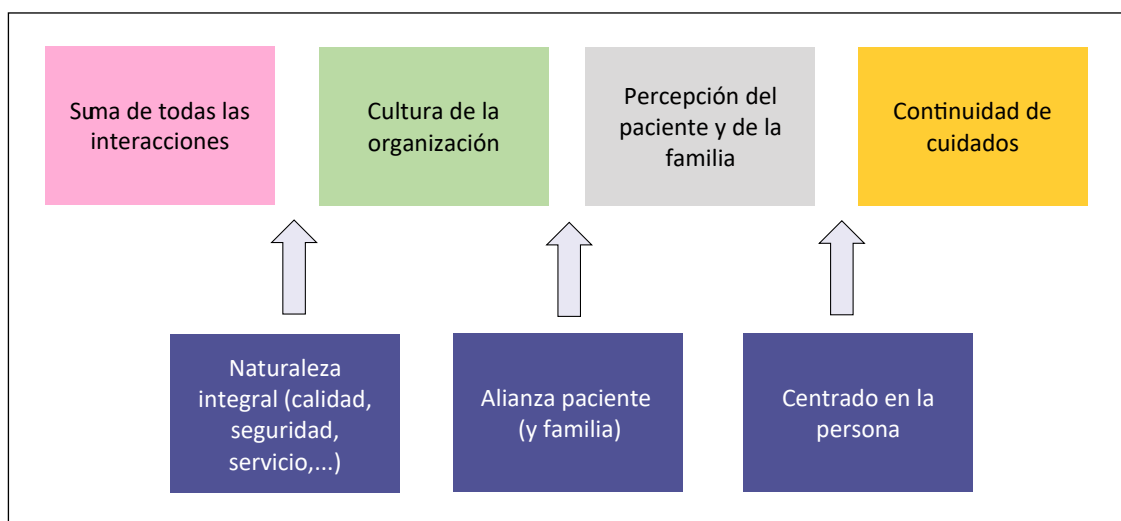 Suma de todas las
interacciones
Cultura de la
organización
Percepción del
paciente y de la
familia
Continuidad de
cuidados
Naturaleza
integral (calidad,
seguridad,
servicio,...)
Alianza paciente
(y familia)
Centrado en la
persona